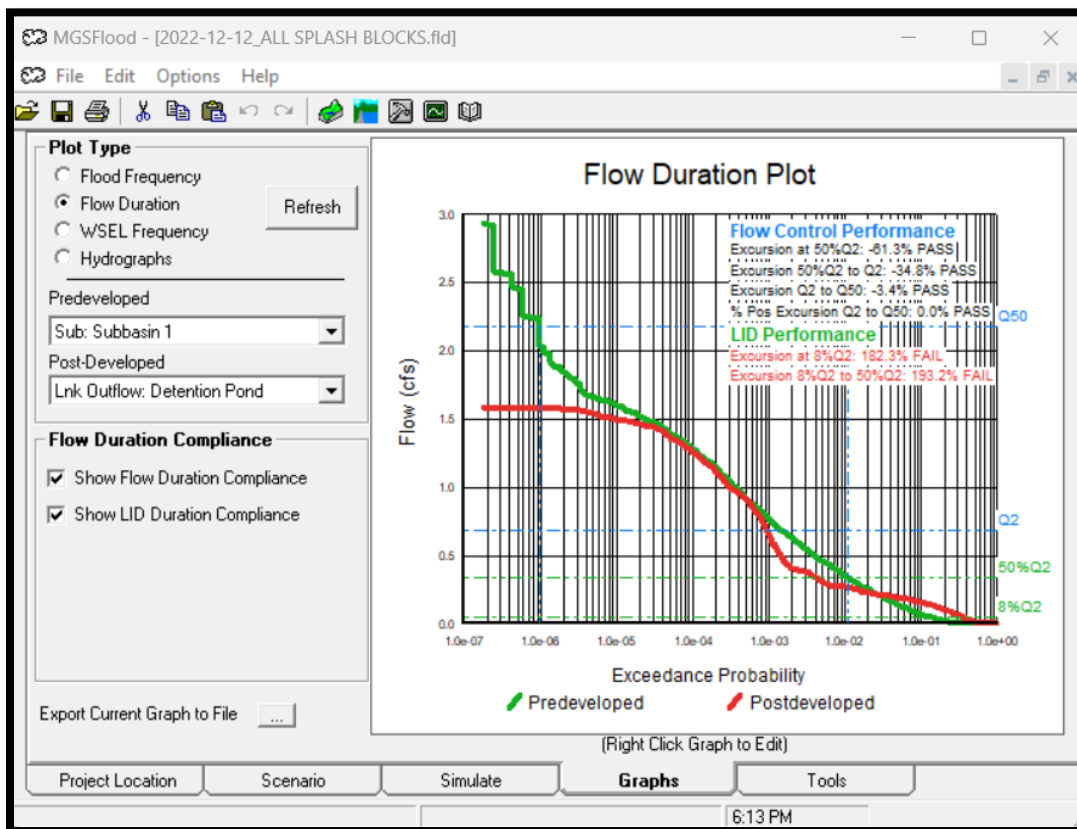 MGSFlood - [2022-12-12_ALL SPLASH BLOCKS.fld]
File Edit Options Help
Plot Type
Flood Frequency
Flow Duration
WSEL Frequency
Hydrographs
Refresh
Predeveloped
Sub: Subbasin 1
Post-Developed
Lnk Outflow: Detention Pond
Flow Duration Compliance
Show Flow Duration Compliance
Show LID Duration Compliance
Export Current Graph to File ...
Flow Duration Plot
Flow Control Performance
Excursion at 50%Q2: -61.3% PASS
Excursion 50%Q2 to Q2: -34.8% PASS
Excursion Q2 to Q50: -3.4% PASS
% Pos Excursion Q2 to Q50: 0.0% PASS
LID Performance
Excursion at 8%Q2: 182.3% FAIL
Excursion 8%Q2 to 50%Q2: 193.2% FAIL
Q50
Q2
50%Q2
8%Q2
Flow (cfs)
3.0
2.5
2.0
1.5
1.0
0.5
0.0
1.0e-07 1.0e-06 1.0e-05 1.0e-04 1.0e-03 1.0e-02 1.0e-01 1.0e+00
Exceedance Probability
Predeveloped Postdeveloped
(Right Click Graph to Edit)
Project Location Scenario Simulate Graphs Tools
6:13 PM